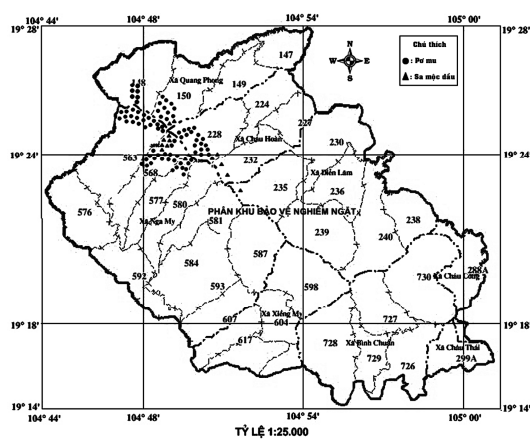 104° 44' 104° 48' 104° 54' 105° 00'
19° 28' 19° 28'
Chú thích
: Pơ mu
: Sa mộc dầu
N
W E
S
147
148
Xã Quang Phong
150
149
224
227
228
Xã Châu Hoàn
230
19° 24' 19° 24'
563
568
232
Xã Diễn Lãm
235
236
576
577
580
Xã Nga My
PHÂN KHU BẢO VỆ NGHIÊM NGẶT
581
239
240
238
584
587
592
593
598
730
Xã Châu Cường
288A
19° 18' 19° 18'
607
Xã Xiêng My
604
617
727
728
Xã Bình Chuẩn
729
726
Xã Châu Thái
299A
19° 14' 19° 14'
104° 44' 104° 48' 104° 54' 105° 00'
TỶ LỆ 1:25.000